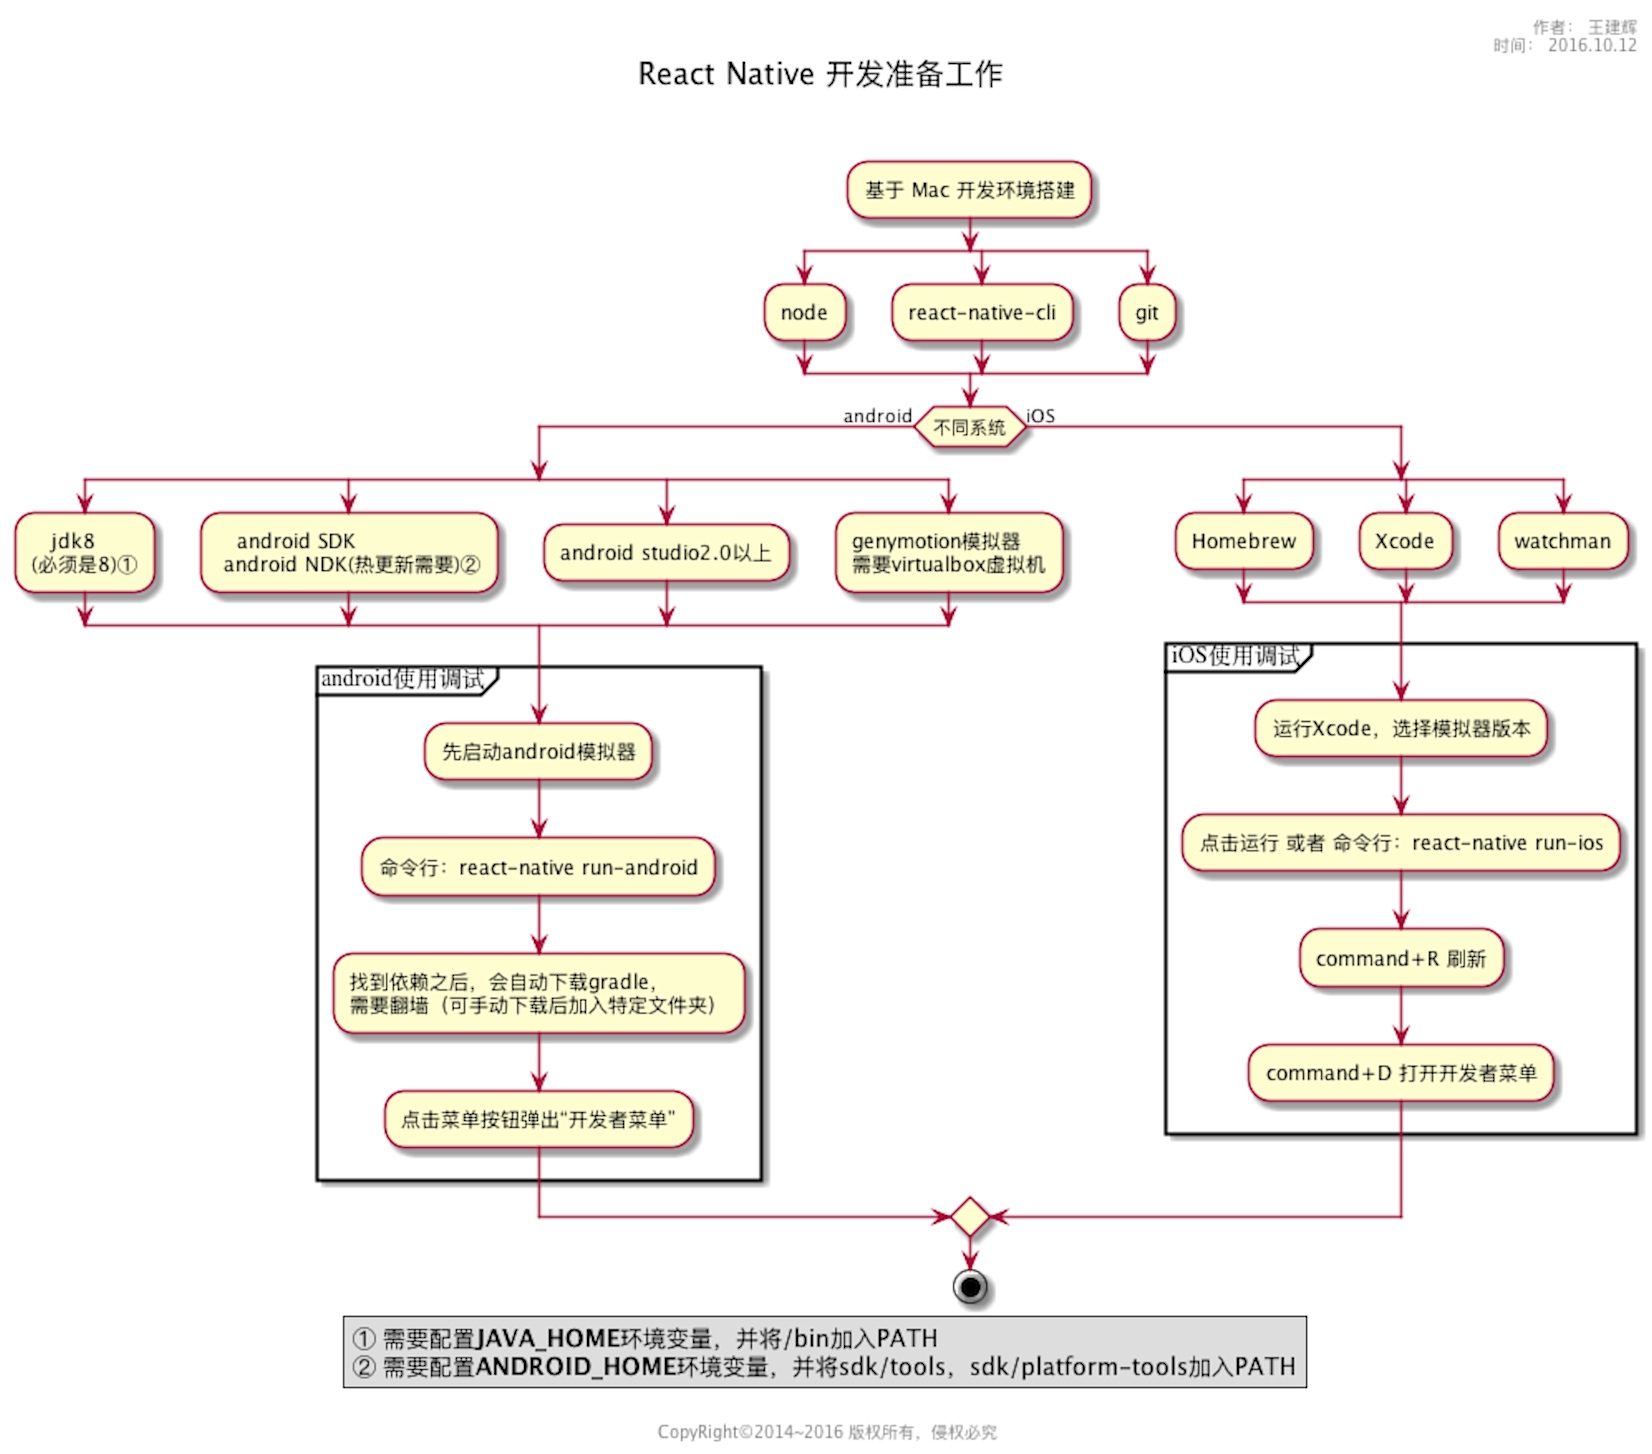 作者： 王建辉
时间： 2016.10.12
React Native 开发准备工作
基于 Mac 开发环境搭建
node
react-native-cli
git
android
不同系统
iOS
jdk8
(必须是8)①
android SDK
android NDK(热更新需要)②
android studio2.0以上
genymotion模拟器
需要virtualbox虚拟机
Homebrew
Xcode
watchman
android使用调试
先启动android模拟器
命令行：react-native run-android
找到依赖之后，会自动下载gradle，
需要翻墙（可手动下载后加入特定文件夹）
点击菜单按钮弹出“开发者菜单”
iOS使用调试
运行Xcode，选择模拟器版本
点击运行 或者 命令行：react-native run-ios
command+R 刷新
command+D 打开开发者菜单
① 需要配置JAVA_HOME环境变量，并将/bin加入PATH
② 需要配置ANDROID_HOME环境变量，并将sdk/tools，sdk/platform-tools加入PATH
CopyRight©2014~2016 版权所有，侵权必究